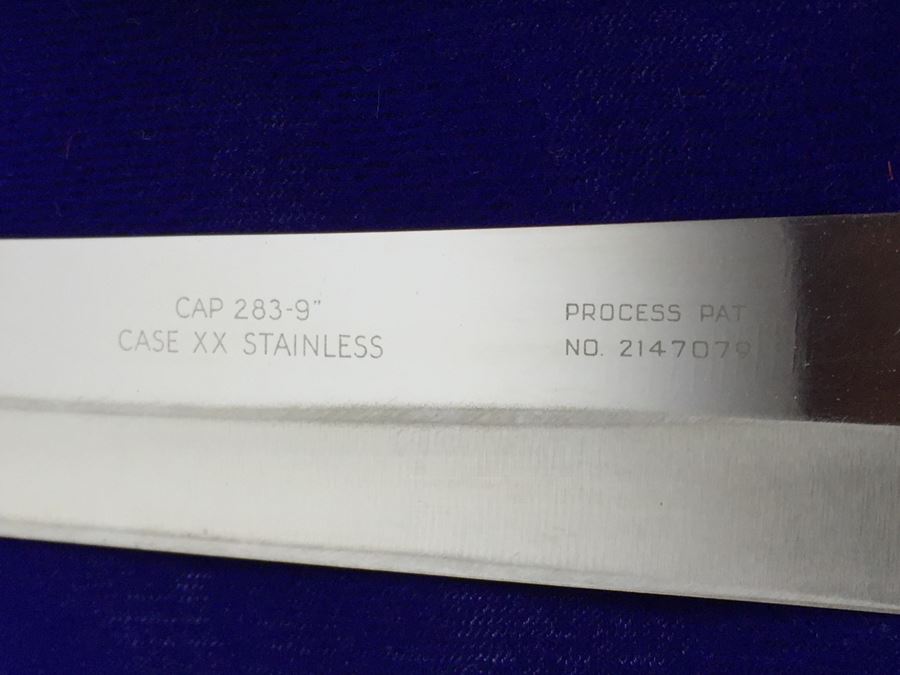 CAP 283-9"
CASE XX STAINLESS
PROCESS PAT
NO. 2147079